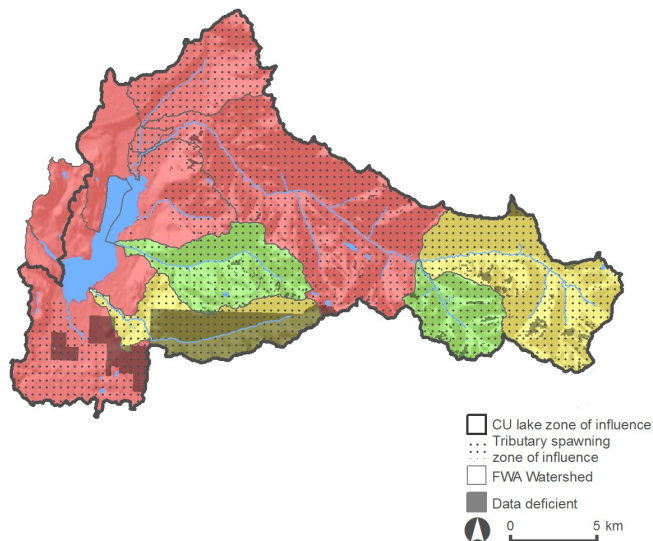 CU lake zone of influence
Tributary spawning
zone of influence
FWA Watershed
Data deficient
0 5 km